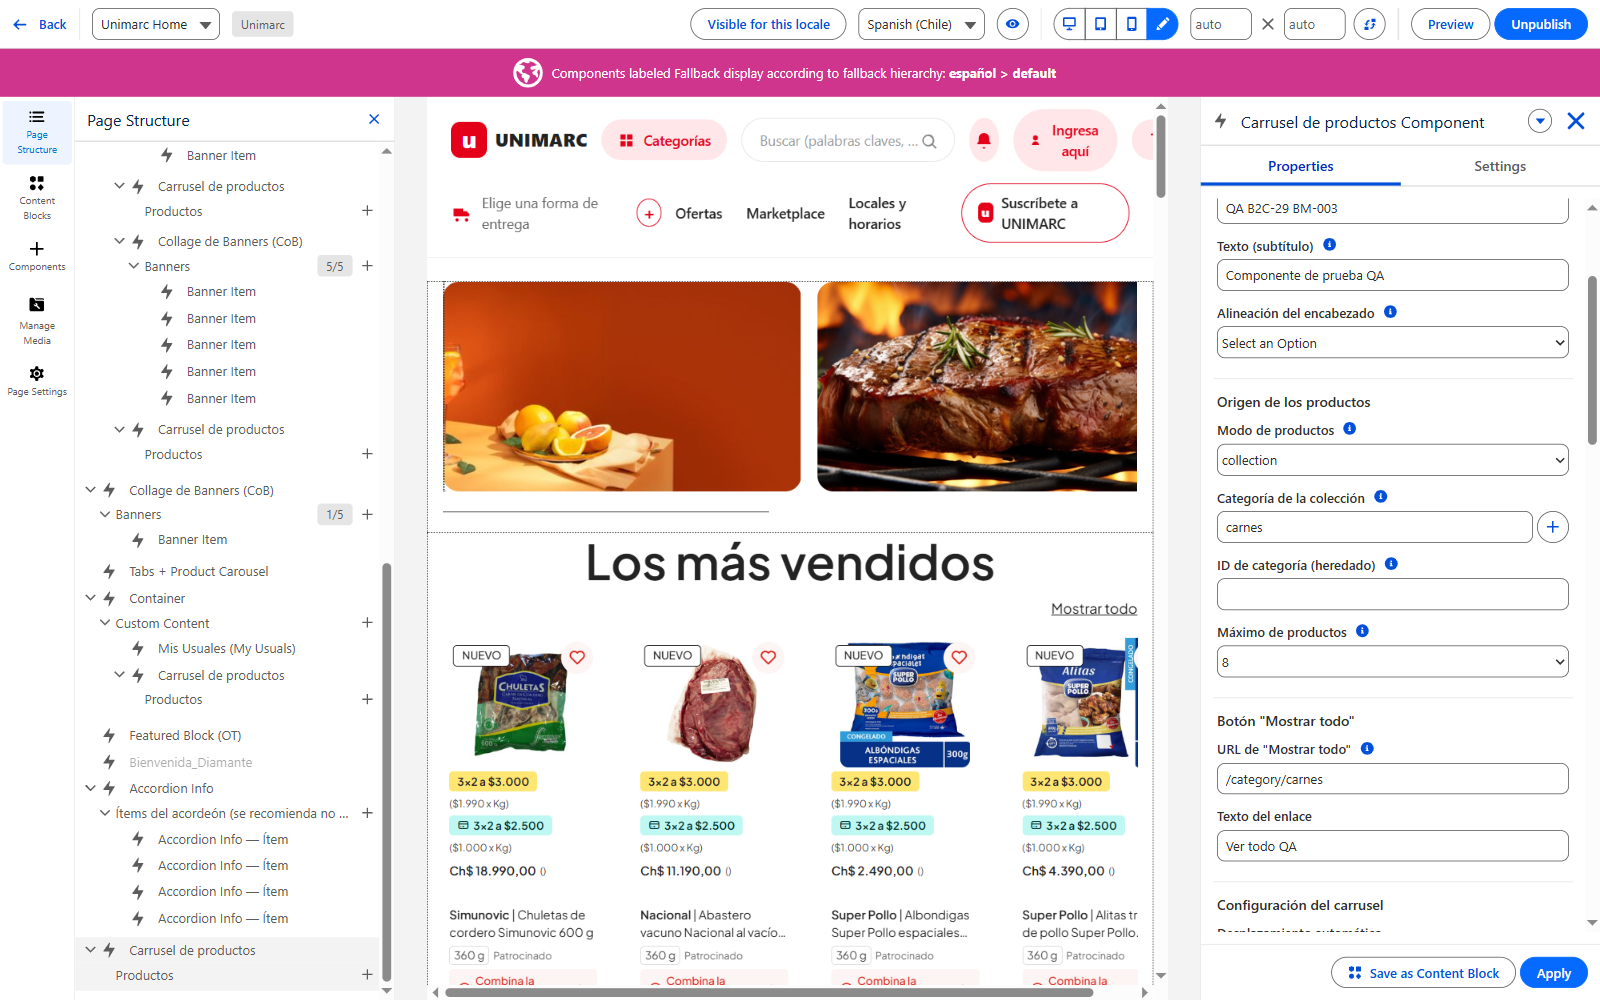 Back
Unimarc Home
Unimarc
Visible for this locale
Spanish (Chile)
auto
auto
Preview
Unpublish
Components labeled Fallback display according to fallback hierarchy: español > default
Page Structure
Content Blocks
Components
Manage Media
Page Settings
Page Structure
Banner Item
Carrusel de productos
Productos
Collage de Banners (CoB)
Banners
5/5
Banner Item
Banner Item
Banner Item
Banner Item
Banner Item
Carrusel de productos
Productos
Collage de Banners (CoB)
Banners
1/5
Banner Item
Tabs + Product Carousel
Container
Custom Content
Mis Usuales (My Usuals)
Carrusel de productos
Productos
Featured Block (OT)
Bienvenida_Diamante
Accordion Info
Ítems del acordeón (se recomienda no ...
Accordion Info — Ítem
Accordion Info — Ítem
Accordion Info — Ítem
Accordion Info — Ítem
Carrusel de productos
Productos
u UNIMARC
Categorías
Buscar (palabras claves, ...
Ingresa aquí
Elige una forma de entrega
Ofertas
Marketplace
Locales y horarios
u Suscríbete a UNIMARC
Los más vendidos
Mostrar todo
NUEVO
NUEVO
NUEVO
NUEVO
CHULETAS
600 g
SUPER POLLO
CONGELADO
ALBÓNDIGAS ESPACIALES
300g
Alitas
SUPER POLLO
CONGELADO
3x2 a $3.000
3x2 a $3.000
3x2 a $3.000
3x2 a $3.000
($1.990 x Kg)
($1.990 x Kg)
($1.990 x Kg)
($1.990 x Kg)
3x2 a $2.500
3x2 a $2.500
3x2 a $2.500
3x2 a $2.500
($1.000 x Kg)
($1.000 x Kg)
($1.000 x Kg)
($1.000 x Kg)
Ch$ 18.990,00 ()
Ch$ 11.190,00 ()
Ch$ 2.490,00 ()
Ch$ 4.390,00 ()
Simunovic | Chuletas de
cordero Simunovic 600 g
Nacional | Abastero
vacuno Nacional al vacío...
Super Pollo | Albondigas
Super Pollo espaciales...
Super Pollo | Alitas tr
de pollo Super Pollo.
360 g Patrocinado
360 g Patrocinado
360 g Patrocinado
360 g Patrocinado
Combina la
Combina la
Combina la
Combina la
Carrusel de productos Component
Properties
Settings
QA B2C-29 BM-003
Texto (subtítulo)
Componente de prueba QA
Alineación del encabezado
Select an Option
Origen de los productos
Modo de productos
collection
Categoría de la colección
carnes
ID de categoría (heredado)
Máximo de productos
8
Botón "Mostrar todo"
URL de "Mostrar todo"
/category/carnes
Texto del enlace
Ver todo QA
Configuración del carrusel
Desplazamiento automático
Save as Content Block
Apply